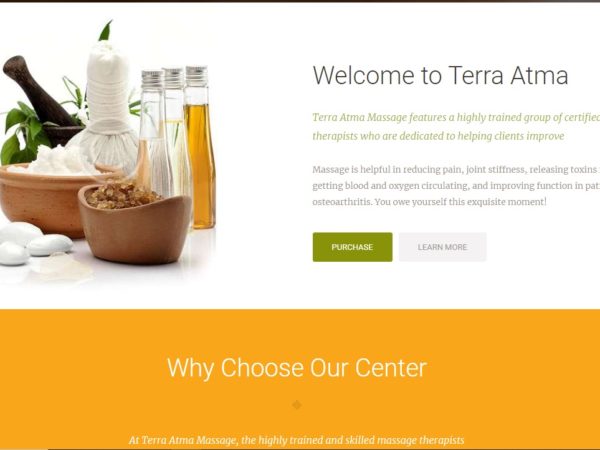 Welcome to Terra Atma
Terra Atma Massage features a highly trained group of certified
therapists who are dedicated to helping clients improve
Massage is helpful in reducing pain, joint stiffness, releasing toxins
getting blood and oxygen circulating, and improving function in
osteoarthritis. You owe yourself this exquisite moment!
PURCHASE
LEARN MORE
Why Choose Our Center
At Terra Atma Massage, the highly trained and skilled massage therapists